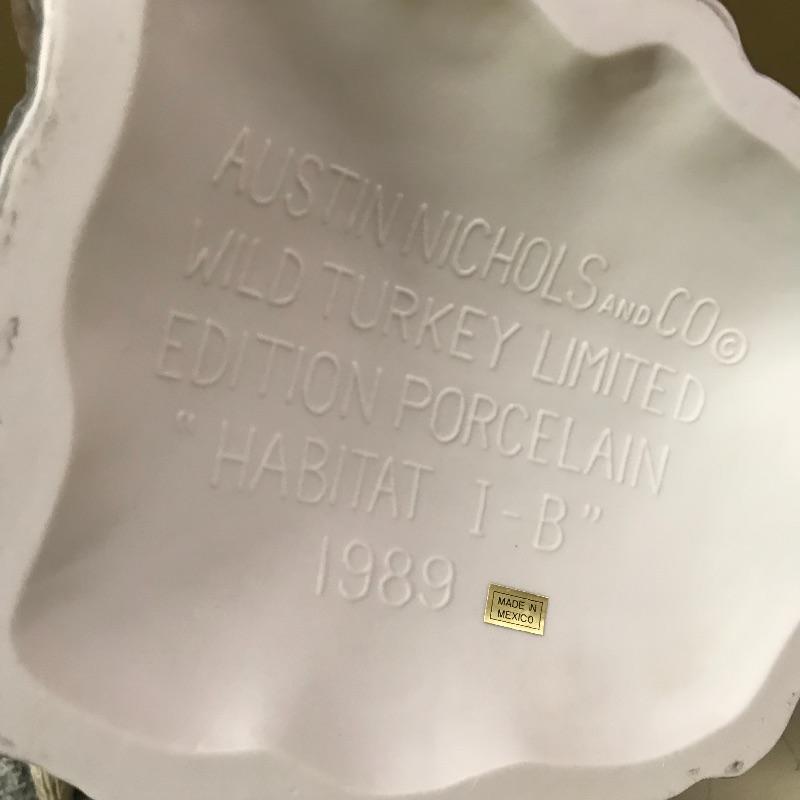 AUSTIN NICHOLS AND CO©
WILD TURKEY LIMITED
EDITION PORCELAIN
"HABITAT I-B"
1989
MADE IN
MEXICO